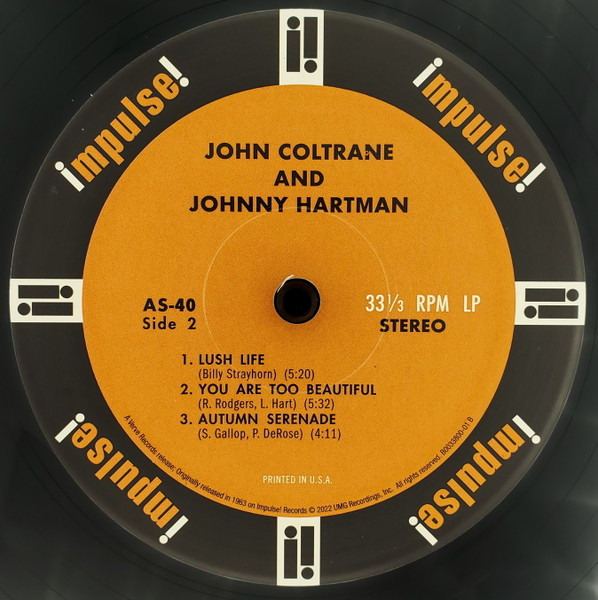 impulse!
impulse!
JOHN COLTRANE
AND
JOHNNY HARTMAN
AS-40
Side 2
33⅓ RPM LP
STEREO
1. LUSH LIFE
(Billy Strayhorn) (5:20)
2. YOU ARE TOO BEAUTIFUL
(R. Rodgers, L. Hart) (5:32)
3. AUTUMN SERENADE
(S. Gallop, P. DeRose) (4:11)
PRINTED IN U.S.A.
A Verve Records release; Originally released in 1963 on Impulse! Records © 2022 UMG Recordings, Inc. All rights reserved. B0033800-01 B
impulse!
impulse!